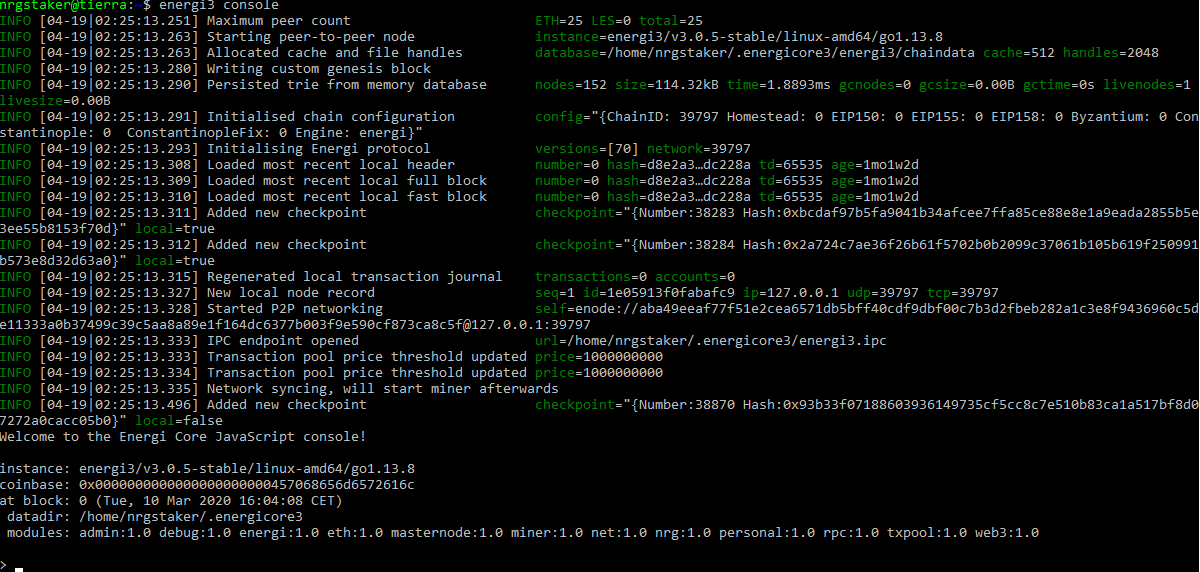 nrgstaker@tierra:~$ energi3 console
INFO [04-19|02:25:13.251] Maximum peer count                       ETH=25 LES=0 total=25
INFO [04-19|02:25:13.263] Starting peer-to-peer node               instance=energi3/v3.0.5-stable/linux-amd64/go1.13.8
INFO [04-19|02:25:13.263] Allocated cache and file handles         database=/home/nrgstaker/.energicore3/energi3/chaindata cache=512 handles=2048
INFO [04-19|02:25:13.280] Writing custom genesis block
INFO [04-19|02:25:13.290] Persisted trie from memory database      nodes=152 size=114.32kB time=1.8893ms gcnodes=0 gcsize=0.00B gctime=0s livenodes=1
livesize=0.00B
INFO [04-19|02:25:13.291] Initialised chain configuration          config="{ChainID: 39797 Homestead: 0 EIP150: 0 EIP155: 0 EIP158: 0 Byzantium: 0 Con
stantinople: 0  ConstantinopleFix: 0 Engine: energi}"
INFO [04-19|02:25:13.293] Initialising Energi protocol             versions=[70] network=39797
INFO [04-19|02:25:13.308] Loaded most recent local header          number=0 hash=d8e2a3…dc228a td=65535 age=1mo1w2d
INFO [04-19|02:25:13.309] Loaded most recent local full block      number=0 hash=d8e2a3…dc228a td=65535 age=1mo1w2d
INFO [04-19|02:25:13.310] Loaded most recent local fast block      number=0 hash=d8e2a3…dc228a td=65535 age=1mo1w2d
INFO [04-19|02:25:13.311] Added new checkpoint                     checkpoint="{Number:38283 Hash:0xbcdaf97b5fa9041b34afcee7ffa85ce88e8e1a9eada2855b5e
3ee55b8153f70d}" local=true
INFO [04-19|02:25:13.312] Added new checkpoint                     checkpoint="{Number:38284 Hash:0x2a724c7ae36f26b61f5702b0b2099c37061b105b619f250991
b573e8d32d63a0}" local=true
INFO [04-19|02:25:13.315] Regenerated local transaction journal    transactions=0 accounts=0
INFO [04-19|02:25:13.327] New local node record                    seq=1 id=1e05913f0fabafc9 ip=127.0.0.1 udp=39797 tcp=39797
INFO [04-19|02:25:13.328] Started P2P networking                   self=enode://aba49eeaf77f51e2cea6571db5bff40cdf9dbf00c7b3d2fbeb282a1c3e8f9436960c5d
e11333a0b37499c39c5aa8a89e1f164dc6377b003f9e590cf873ca8c5f@127.0.0.1:39797
INFO [04-19|02:25:13.333] IPC endpoint opened                      url=/home/nrgstaker/.energicore3/energi3.ipc
INFO [04-19|02:25:13.333] Transaction pool price threshold updated price=1000000000
INFO [04-19|02:25:13.334] Transaction pool price threshold updated price=1000000000
INFO [04-19|02:25:13.335] Network syncing, will start miner afterwards
INFO [04-19|02:25:13.496] Added new checkpoint                     checkpoint="{Number:38870 Hash:0x93b33f07188603936149735cf5cc8c7e510b83ca1a517bf8d0
7272a0cacc05b0}" local=false
Welcome to the Energi Core JavaScript console!

instance: energi3/v3.0.5-stable/linux-amd64/go1.13.8
coinbase: 0x0000000000000000000000457068656d6572616c
at block: 0 (Tue, 10 Mar 2020 16:04:08 CET)
 datadir: /home/nrgstaker/.energicore3
 modules: admin:1.0 debug:1.0 energi:1.0 eth:1.0 masternode:1.0 miner:1.0 net:1.0 nrg:1.0 personal:1.0 rpc:1.0 txpool:1.0 web3:1.0

>